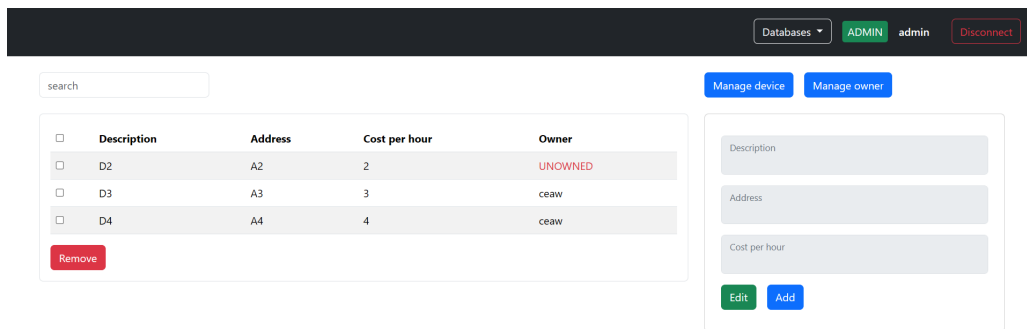 Databases ADMIN admin Disconnect
search
Manage device Manage owner
Description Address Cost per hour Owner
D2 A2 2 UNOWNED
D3 A3 3 ceaw
D4 A4 4 ceaw
Remove
Description
Address
Cost per hour
Edit Add